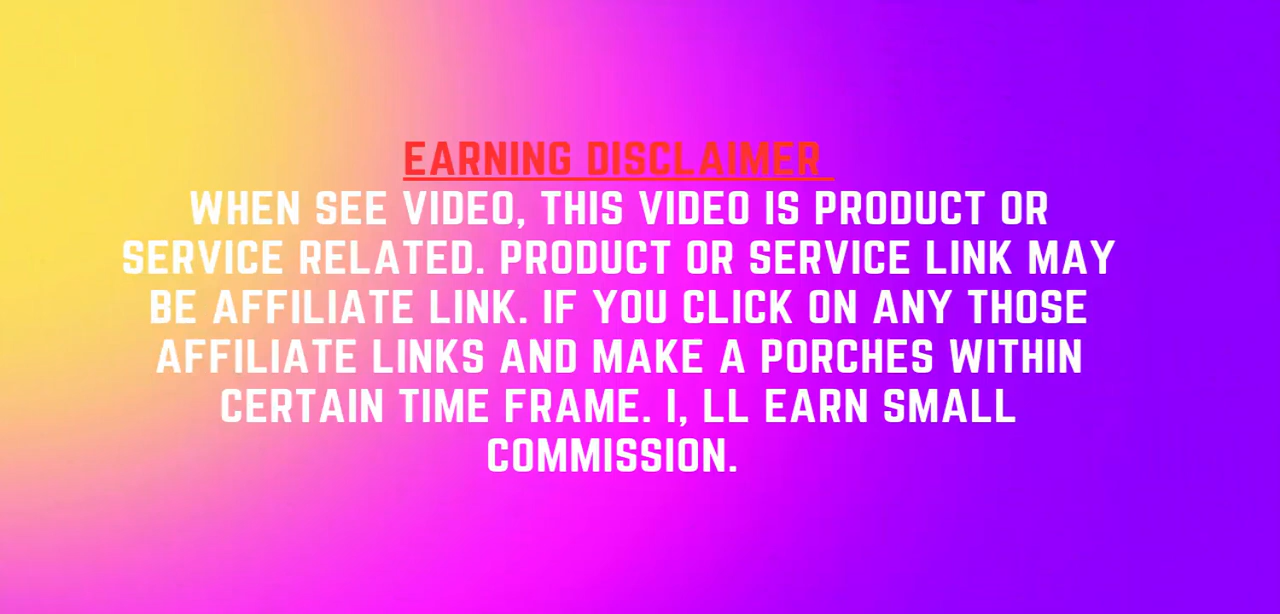 EARNING DISCLAIMER
WHEN SEE VIDEO, THIS VIDEO IS PRODUCT OR
SERVICE RELATED. PRODUCT OR SERVICE LINK MAY
BE AFFILIATE LINK. IF YOU CLICK ON ANY THOSE
AFFILIATE LINKS AND MAKE A PORCHES WITHIN
CERTAIN TIME FRAME. I, LL EARN SMALL
COMMISSION.